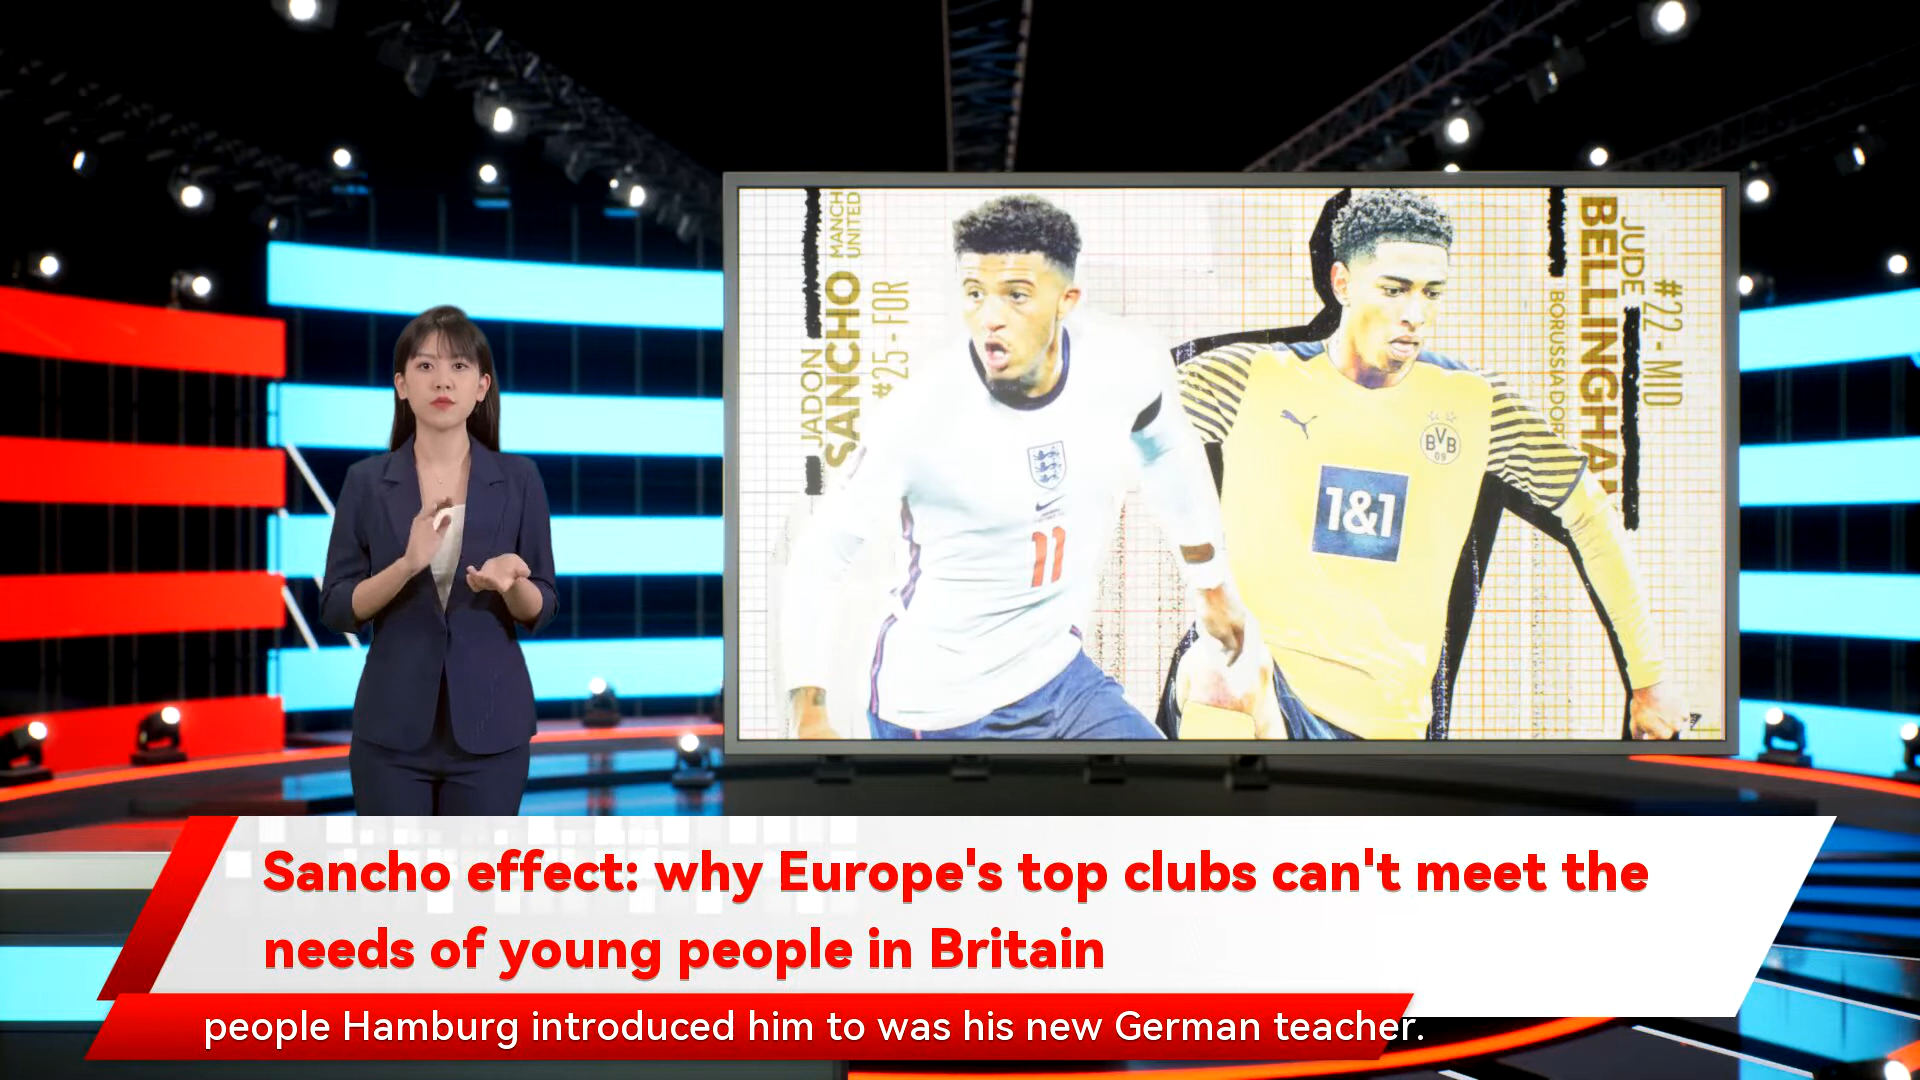 JADON
SANCHO
MANCH
UNITED
#25 - FOR
11
1&1
BVB
09
JUDE
BELLINGHA
#22 - MID
BORUSSIA DOR
Sancho effect: why Europe's top clubs can't meet the
needs of young people in Britain
people Hamburg introduced him to was his new German teacher.